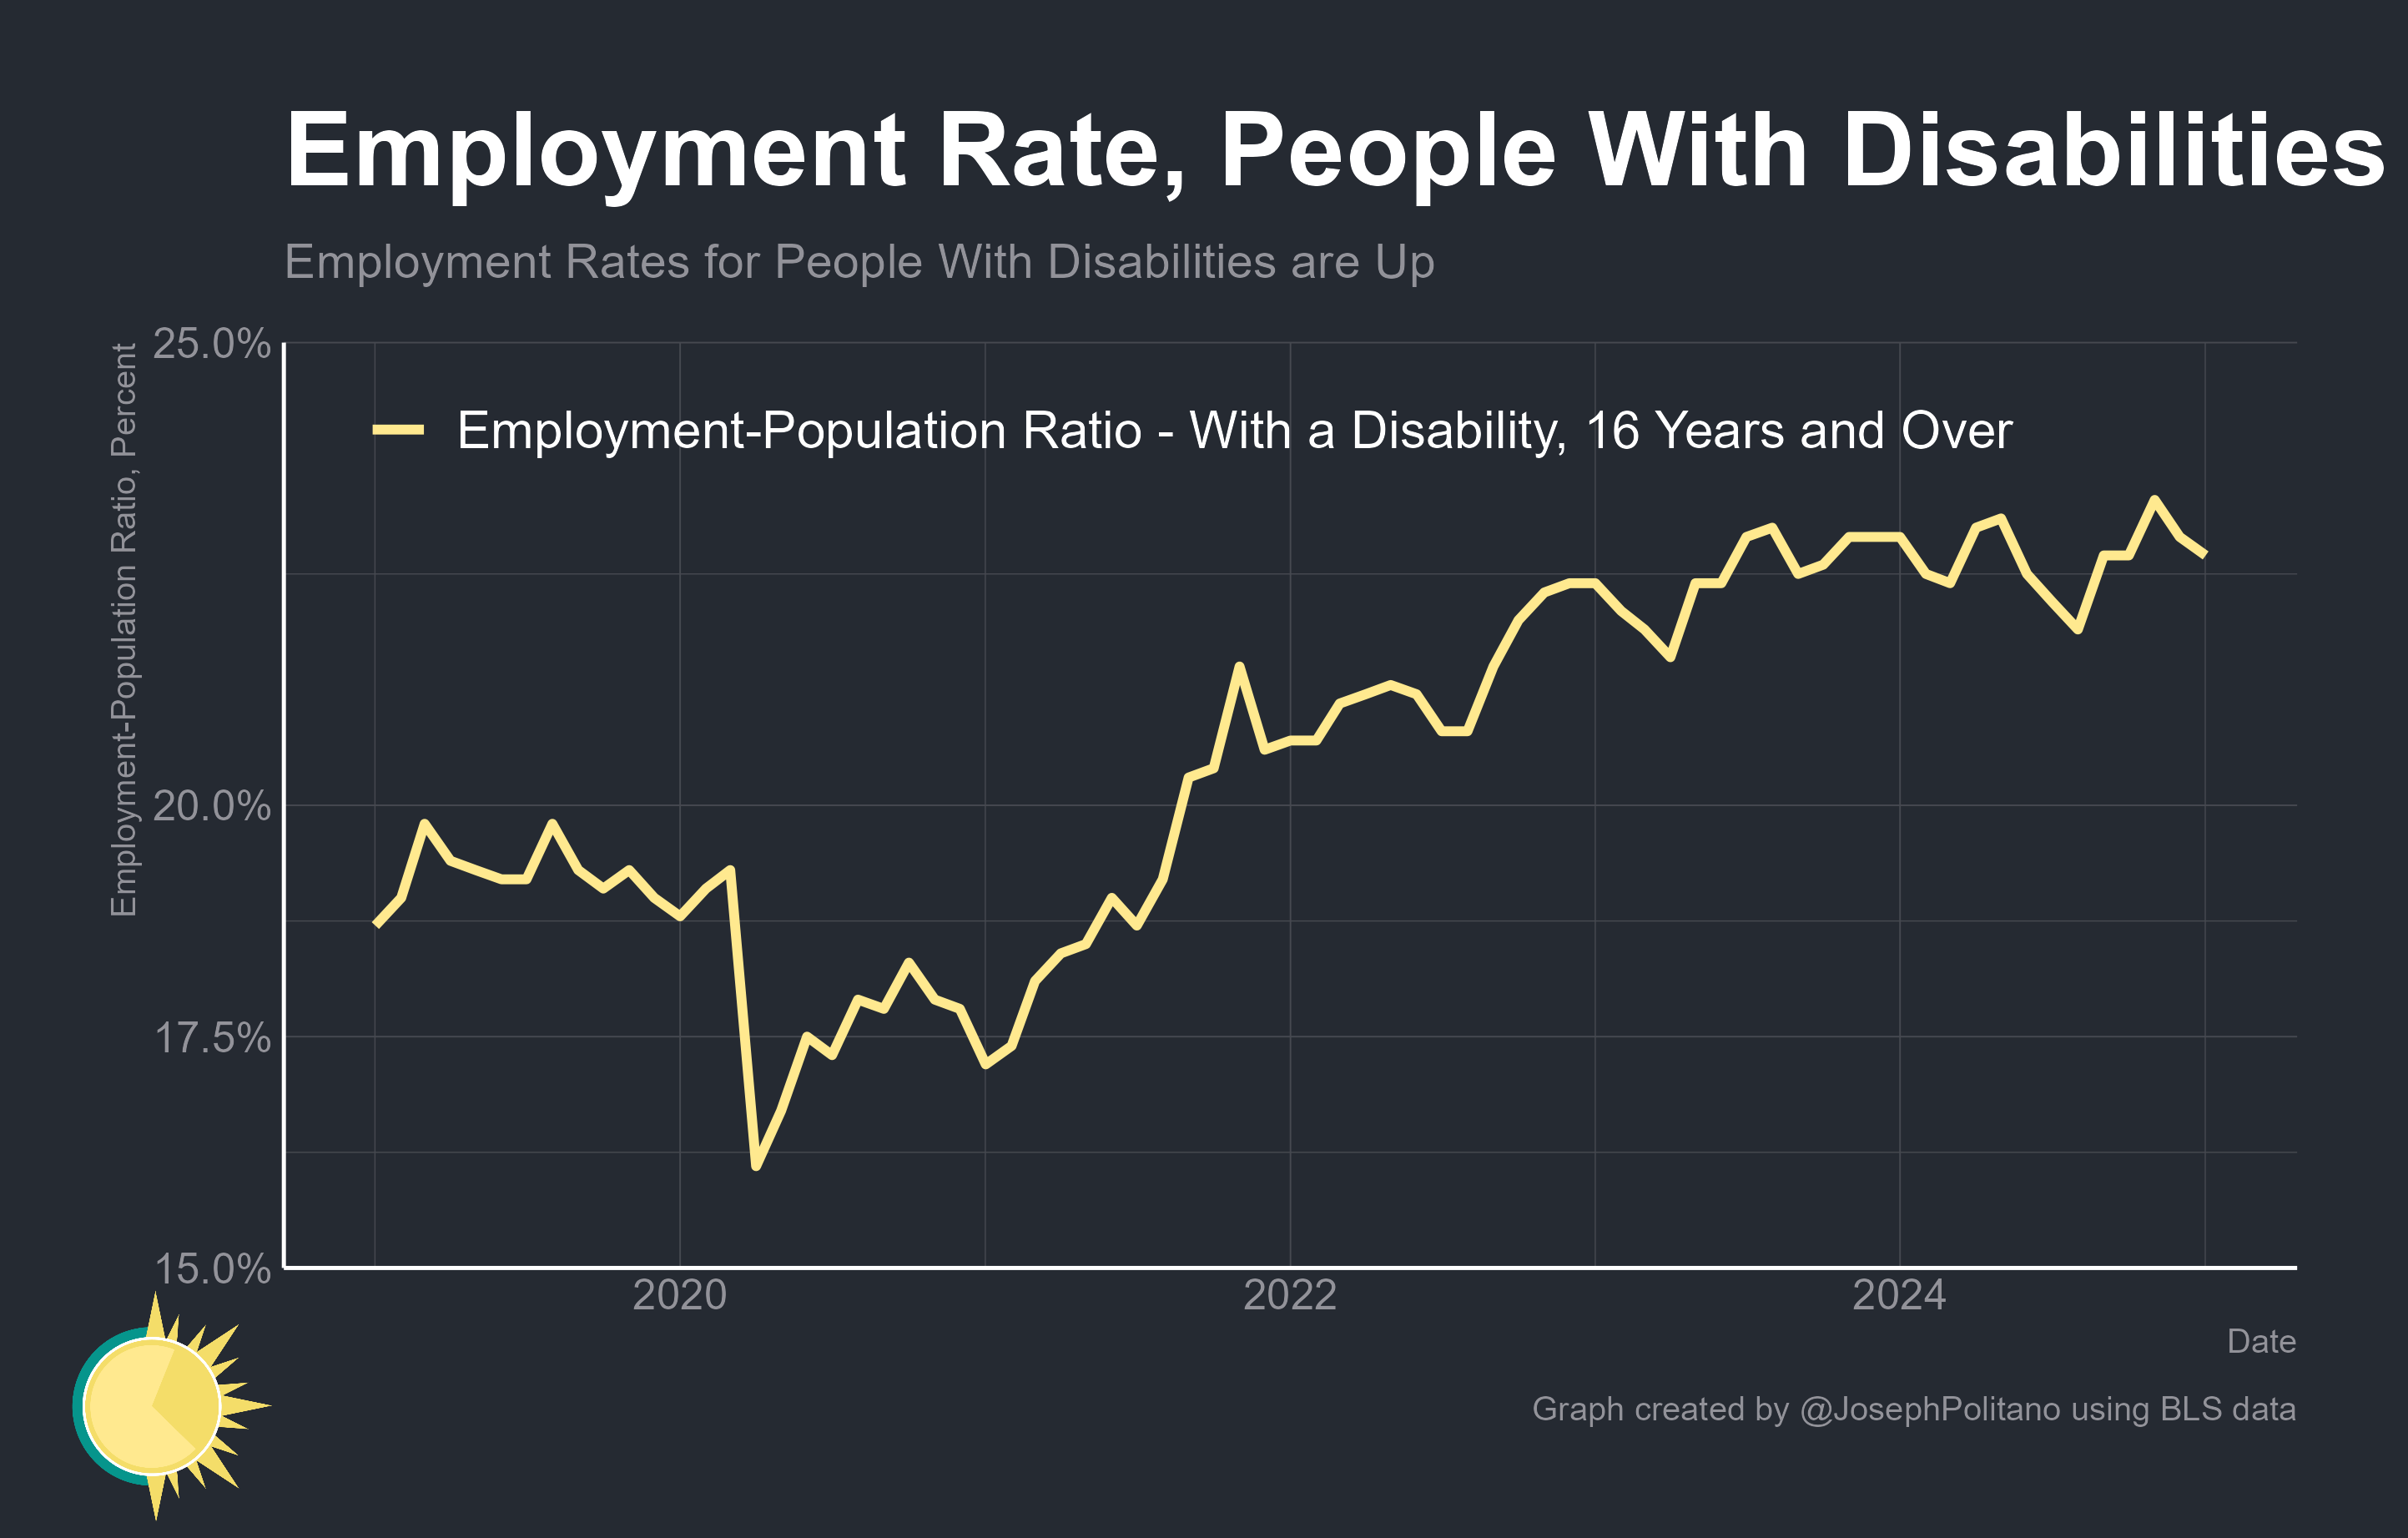 Employment Rate, People With Disabilities
Employment Rates for People With Disabilities are Up
Employment-Population Ratio, Percent
25.0%
Employment-Population Ratio - With a Disability, 16 Years and Over
20.0%
17.5%
15.0%
2020 2022 2024
Date
Graph created by @JosephPolitano using BLS data